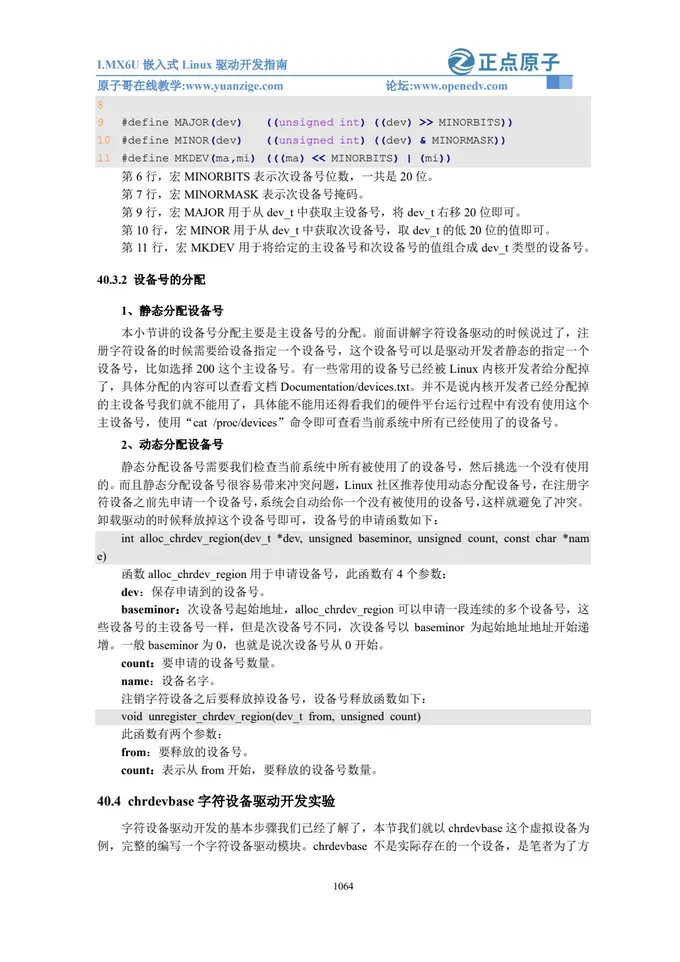 I.MX6U 嵌入式 Linux 驱动开发指南
正点原子
原子哥在线教学:www.yuanzige.com 论坛:www.openedv.com
8
9 #define MAJOR(dev) ((unsigned int) ((dev) >> MINORBITS))
10 #define MINOR(dev) ((unsigned int) ((dev) & MINORMASK))
11 #define MKDEV(ma,mi) (((ma) << MINORBITS) | (mi))
第 6 行，宏 MINORBITS 表示次设备号位数，一共是 20 位。
第 7 行，宏 MINORMASK 表示次设备号掩码。
第 9 行，宏 MAJOR 用于从 dev_t 中获取主设备号，将 dev_t 右移 20 位即可。
第 10 行，宏 MINOR 用于从 dev_t 中获取次设备号，取 dev_t 的低 20 位的值即可。
第 11 行，宏 MKDEV 用于将给定的主设备号和次设备号的值组合成 dev_t 类型的设备号。
40.3.2 设备号的分配
1、静态分配设备号
本小节讲的设备号分配主要是主设备号的分配。前面讲解字符设备驱动的时候说过了，注
册字符设备的时候需要给设备指定一个设备号，这个设备号可以是驱动开发者静态的指定一个
设备号，比如选择 200 这个主设备号。有一些常用的设备号已经被 Linux 内核开发者给分配掉
了，具体分配的内容可以查看文档 Documentation/devices.txt。并不是说内核开发者已经分配掉
的主设备号我们就不能用了，具体能不能用还得看我们的硬件平台运行过程中有没有使用这个
主设备号，使用“cat /proc/devices”命令即可查看当前系统中所有已经使用了的设备号。
2、动态分配设备号
静态分配设备号需要我们检查当前系统中所有被使用了的设备号，然后挑选一个没有使用
的。而且静态分配设备号很容易带来冲突问题，Linux 社区推荐使用动态分配设备号，在注册字
符设备之前先申请一个设备号，系统会自动给你一个没有被使用的设备号，这样就避免了冲突。
卸载驱动的时候释放掉这个设备号即可，设备号的申请函数如下：
int alloc_chrdev_region(dev_t *dev, unsigned baseminor, unsigned count, const char *nam
e)
函数 alloc_chrdev_region 用于申请设备号，此函数有 4 个参数：
dev：保存申请到的设备号。
baseminor：次设备号起始地址，alloc_chrdev_region 可以申请一段连续的多个设备号，这
些设备号的主设备号一样，但是次设备号不同，次设备号以 baseminor 为起始地址地址开始递
增。一般 baseminor 为 0，也就是说次设备号从 0 开始。
count：要申请的设备号数量。
name：设备名字。
注销字符设备之后要释放掉设备号，设备号释放函数如下：
void unregister_chrdev_region(dev_t from, unsigned count)
此函数有两个参数：
from：要释放的设备号。
count：表示从 from 开始，要释放的设备号数量。
40.4 chrdevbase 字符设备驱动开发实验
字符设备驱动开发的基本步骤我们已经了解了，本节我们就以 chrdevbase 这个虚拟设备为
例，完整的编写一个字符设备驱动模块。chrdevbase 不是实际存在的一个设备，是笔者为了方
1064